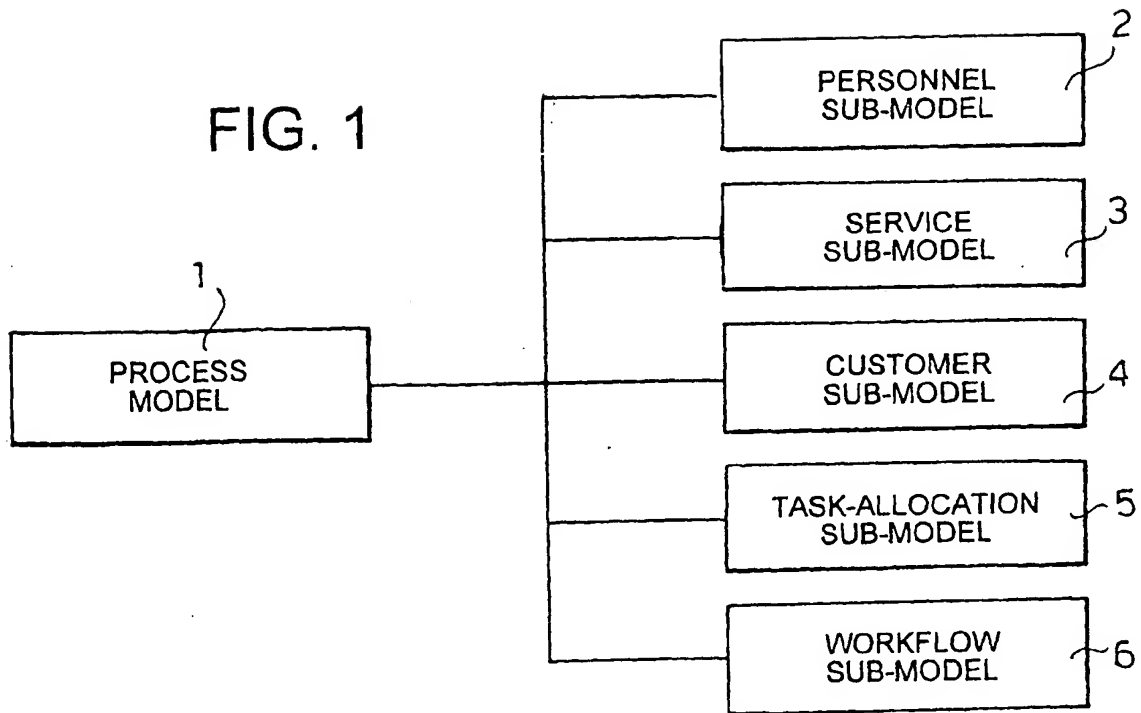 FIG. 1
1
PROCESS
MODEL
2
PERSONNEL
SUB-MODEL
3
SERVICE
SUB-MODEL
4
CUSTOMER
SUB-MODEL
5
TASK-ALLOCATION
SUB-MODEL
6
WORKFLOW
SUB-MODEL